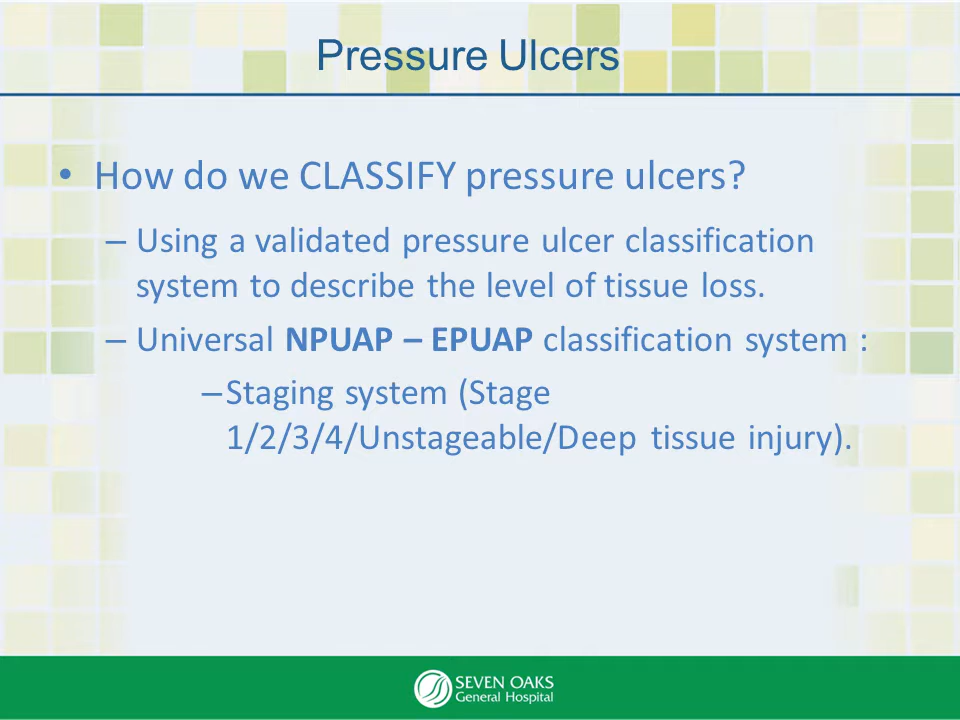 Pressure Ulcers
• How do we CLASSIFY pressure ulcers?
– Using a validated pressure ulcer classification
system to describe the level of tissue loss.
– Universal NPUAP – EPUAP classification system :
–Staging system (Stage
1/2/3/4/Unstageable/Deep tissue injury).
SEVEN OAKS
General Hospital